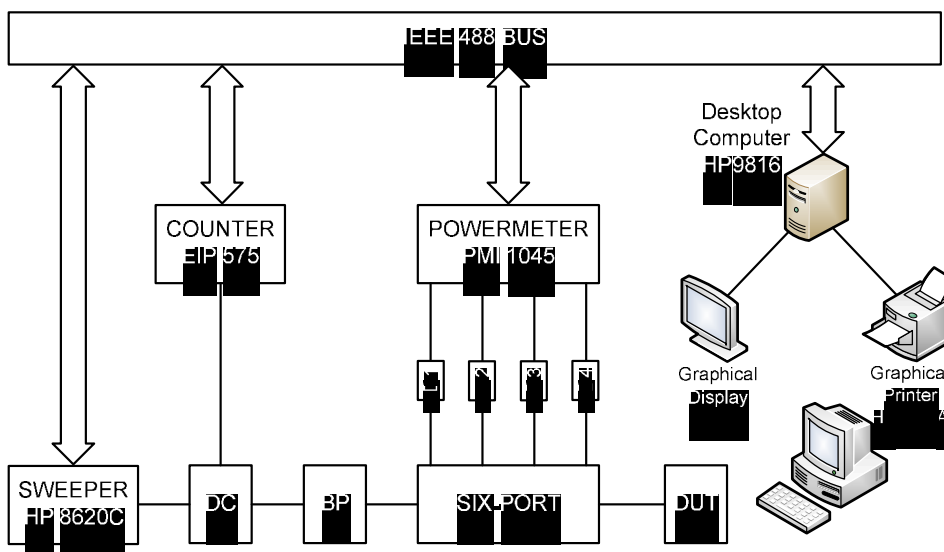 IEEE 488 BUS
Desktop
Computer
HP9816
COUNTER
EIP 575
POWERMETER
PMI 1045
Graphical
Display
Graphica
Printer
SWEEPER
HP 8620C
DC
BP
SIX-PORT
DUT